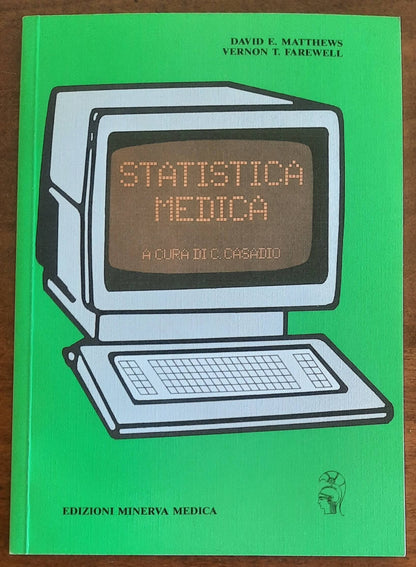 DAVID E. MATTHEWS
VERNON T. FAREWELL
STATISTICA
MEDICA
A CURA DI C. CASADIO
EDIZIONI MINERVA MEDICA